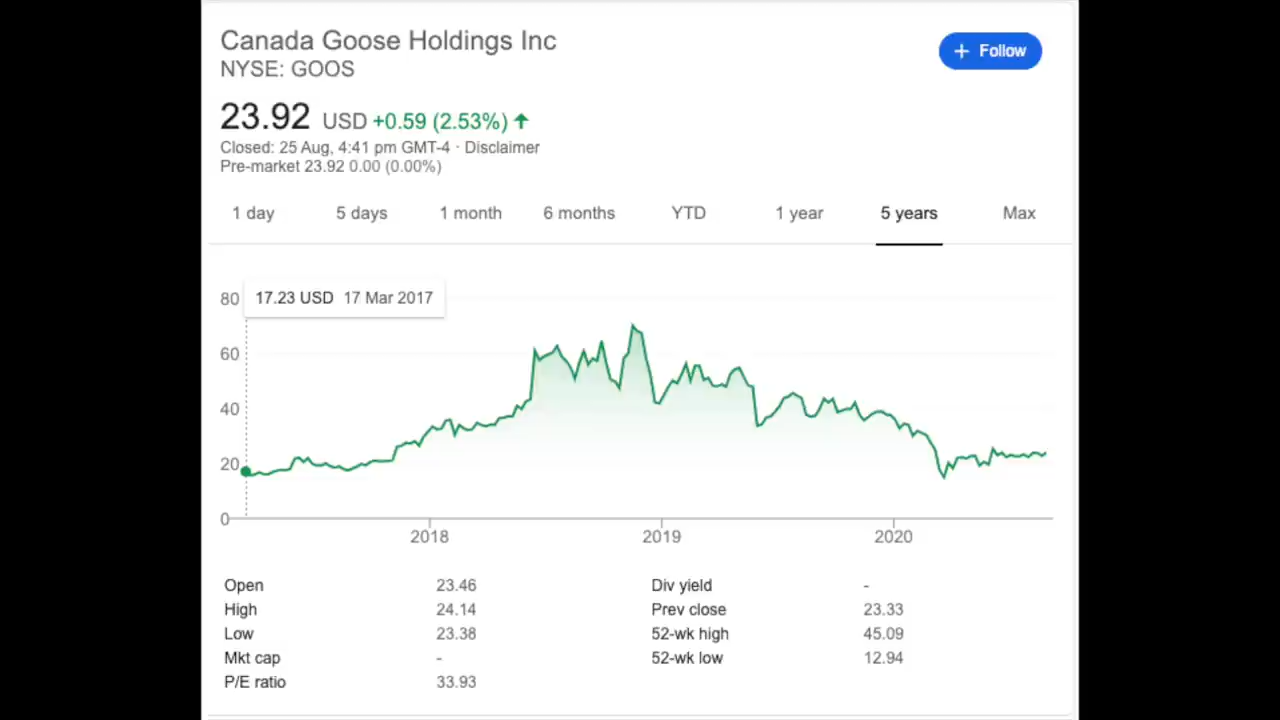 Canada Goose Holdings Inc
NYSE: GOOS
+ Follow
23.92 USD +0.59 (2.53%) ↑
Closed: 25 Aug, 4:41 pm GMT-4 · Disclaimer
Pre-market 23.92 0.00 (0.00%)
1 day 5 days 1 month 6 months YTD 1 year 5 years Max
80
17.23 USD 17 Mar 2017
60
40
20
0
2018 2019 2020
Open 23.46 Div yield -
High 24.14 Prev close 23.33
Low 23.38 52-wk high 45.09
Mkt cap - 52-wk low 12.94
P/E ratio 33.93